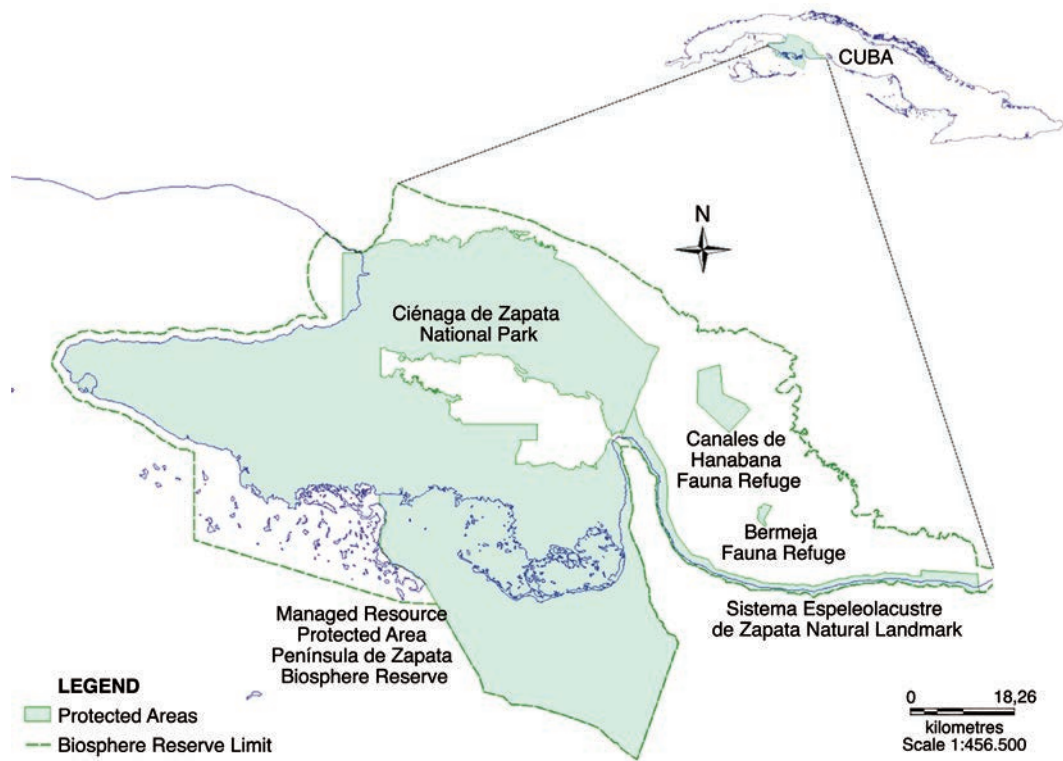 CUBA
N
Ciénaga de Zapata
National Park
Canales de
Hanabana
Fauna Refuge
Bermeja
Fauna Refuge
Sistema Espeleolacustre
de Zapata Natural Landmark
Managed Resource
Protected Area
Península de Zapata
Biosphere Reserve
LEGEND
Protected Areas
Biosphere Reserve Limit
0 18,26
kilometres
Scale 1:456.500